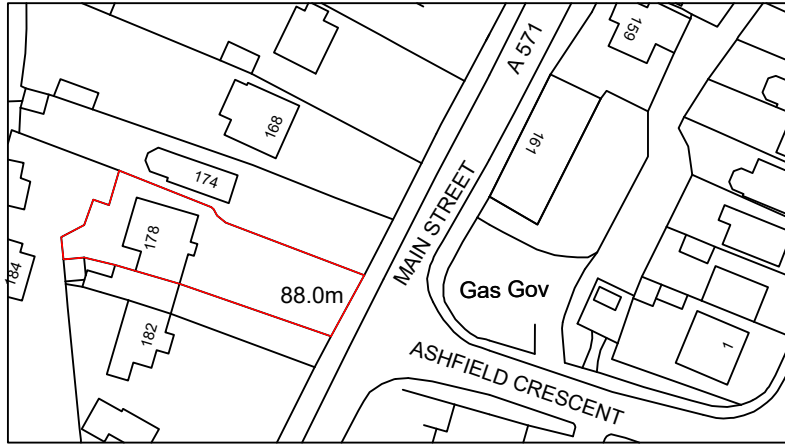 159
A 571
168
161
174
178
MAIN STREET
184
88.0m
Gas Gov
182
1
ASHFIELD CRESCENT